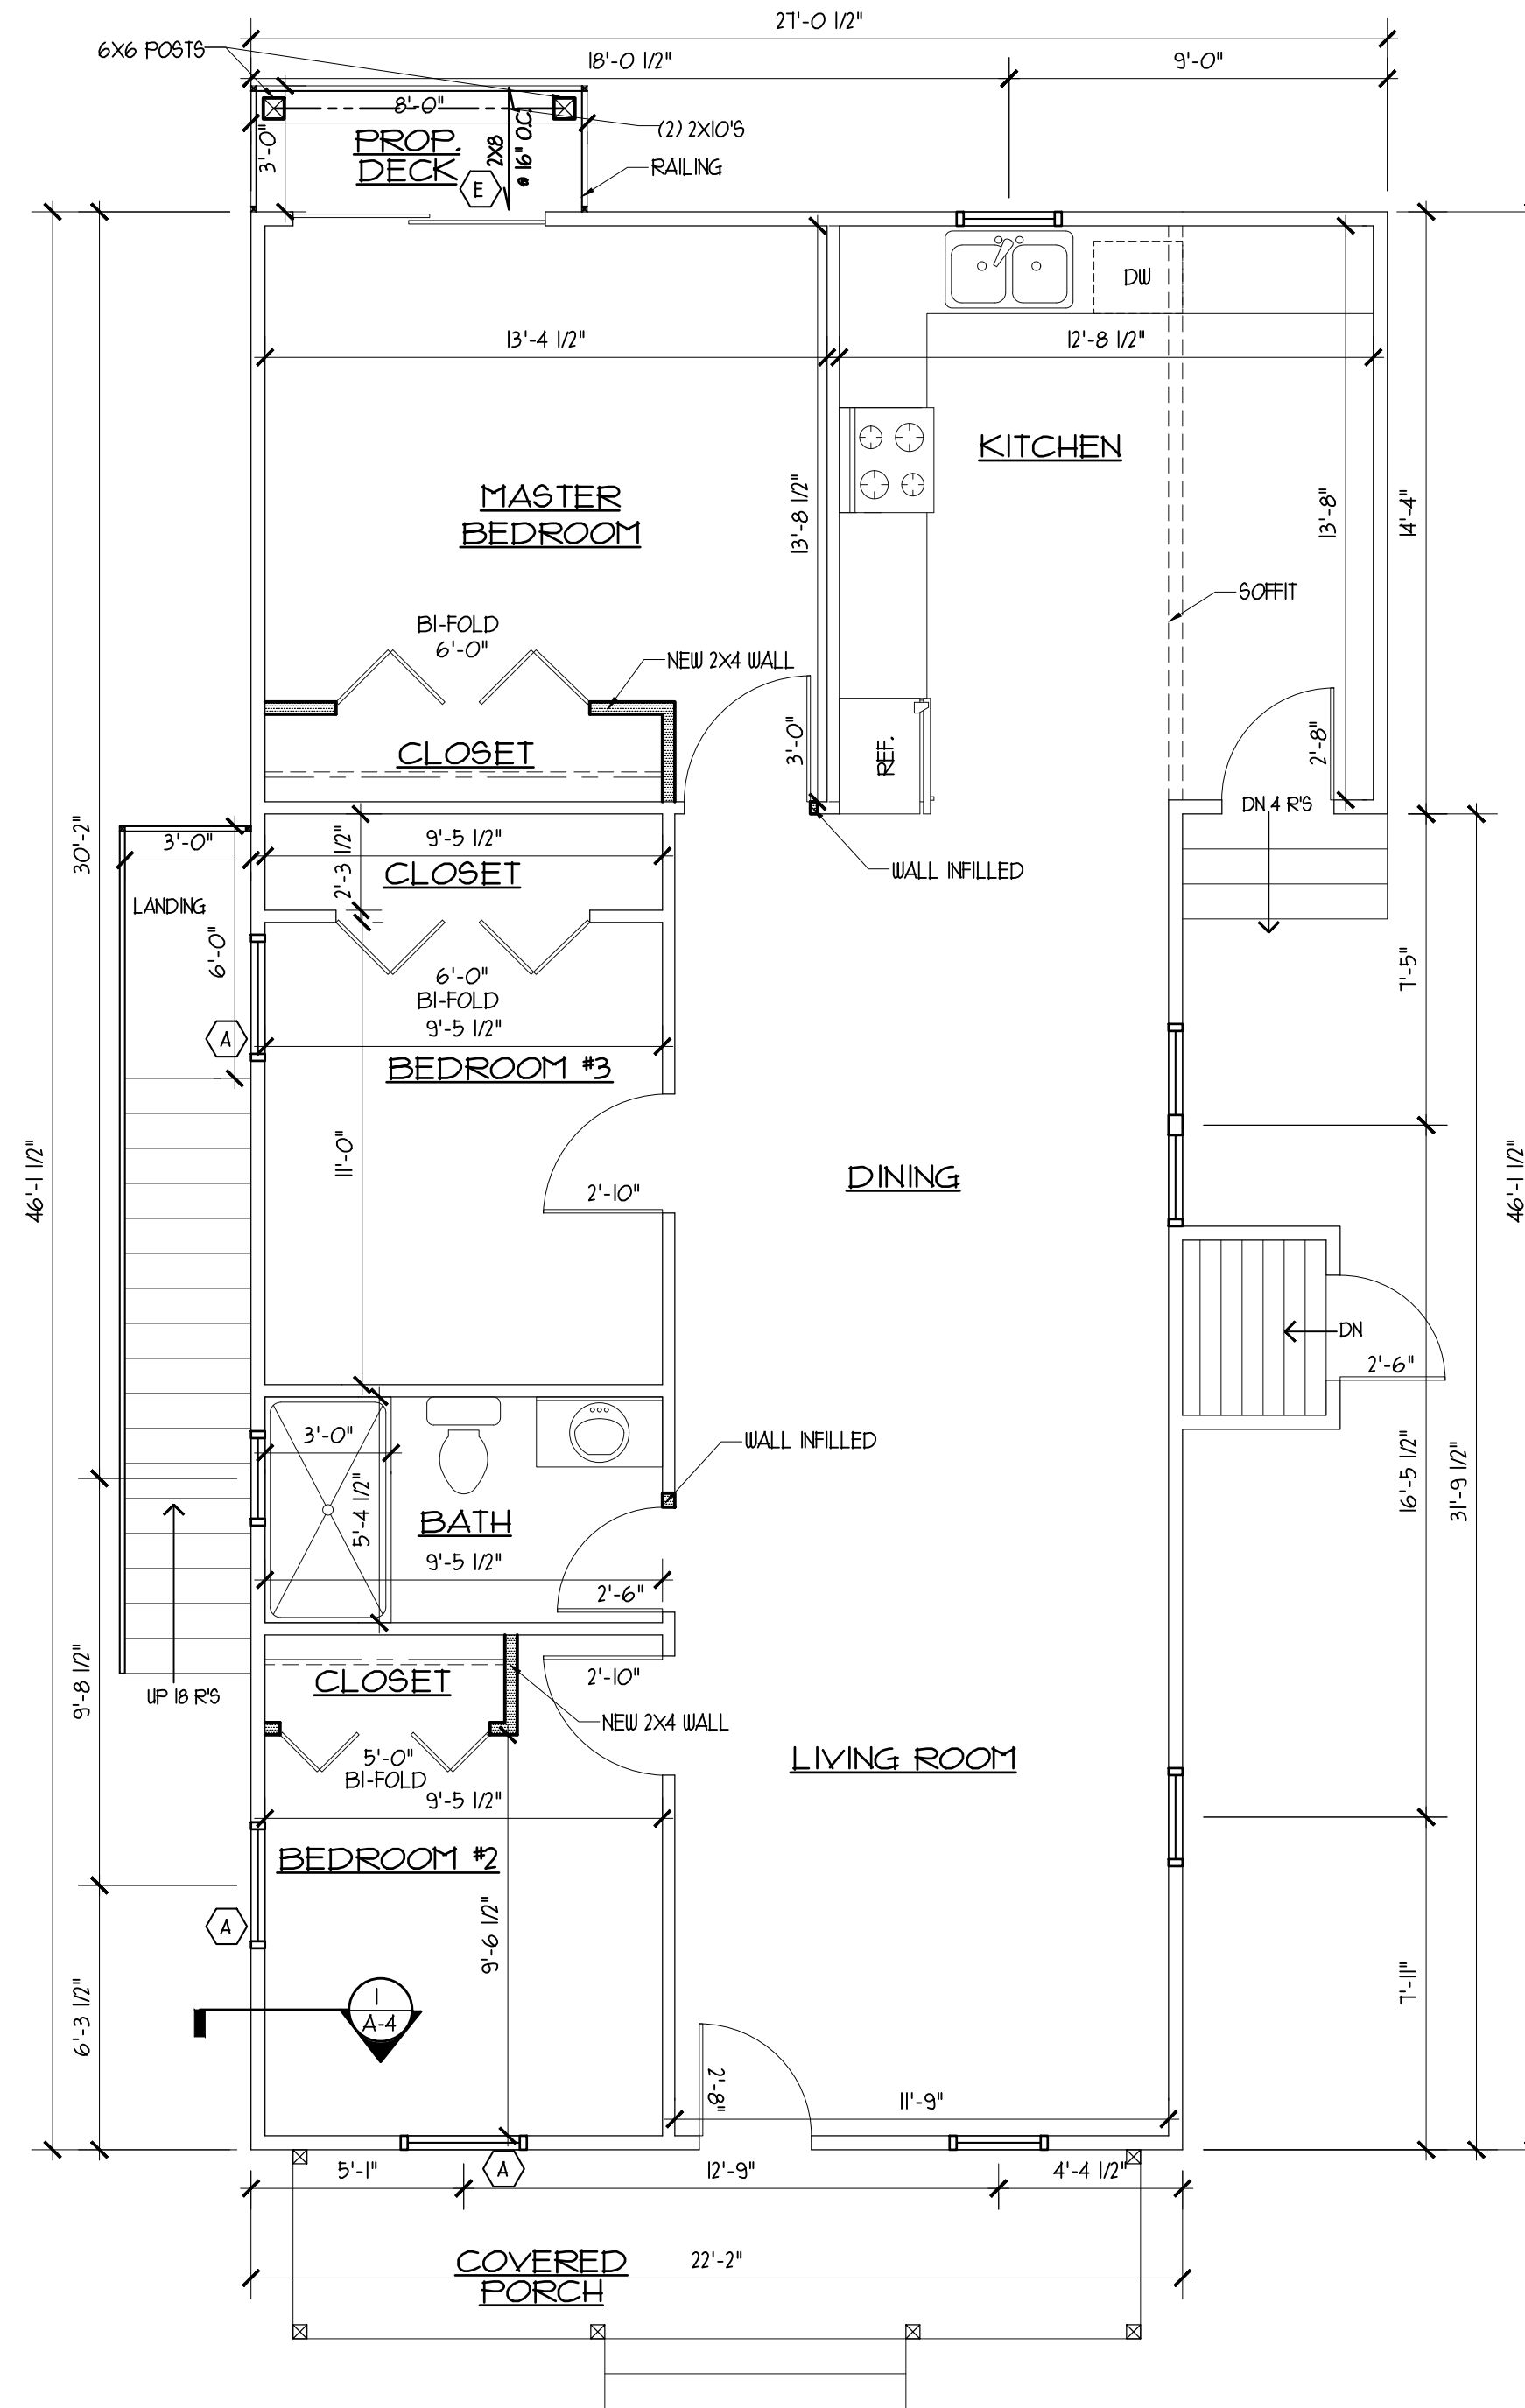 27'-0 1/2"
6X6 POSTS
18'-0 1/2"
9'-0"
8'-0"
(2) 2X10'S
3'-0"
PROP.
DECK
E
2X8
@ 16" O.C.
RAILING
DW
13'-4 1/2"
12'-8 1/2"
KITCHEN
MASTER
BEDROOM
13'-8 1/2"
13'-8"
14'-4"
SOFFIT
BI-FOLD
6'-0"
NEW 2X4 WALL
CLOSET
3'-0"
REF.
2'-8"
DN 4 R'S
30'-2"
3'-0"
2'-3 1/2"
9'-5 1/2"
CLOSET
WALL INFILLED
LANDING
6'-0"
7'-5"
6'-0"
BI-FOLD
9'-5 1/2"
A
BEDROOM #3
46'-1 1/2"
11'-0"
2'-10"
DINING
46'-1 1/2"
DN
2'-6"
3'-0"
WALL INFILLED
5'-4 1/2"
BATH
9'-5 1/2"
2'-6"
16'-5 1/2"
31'-9 1/2"
9'-8 1/2"
UP 18 R'S
CLOSET
2'-10"
NEW 2X4 WALL
5'-0"
BI-FOLD
9'-5 1/2"
LIVING ROOM
BEDROOM #2
A
9'-6 1/2"
6'-3 1/2"
1
A-4
7'-11"
2'-8"
11'-9"
5'-1"
A
12'-9"
4'-4 1/2"
COVERED
PORCH
22'-2"